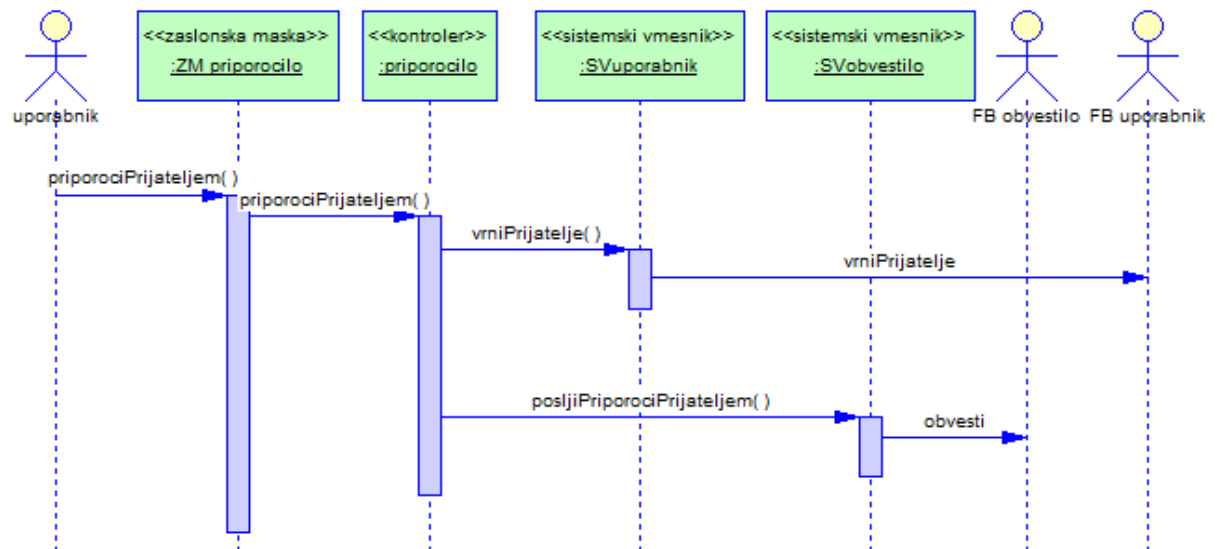 <<zaslonska maska>>
:ZM priporocilo
<<kontroler>>
:priporocilo
<<sistemski vmesnik>>
:SVuporabnik
<<sistemski vmesnik>>
:SVobvestilo
uporabnik
FB obvestilo
FB uporabnik
priporociPrijateljem( )
priporociPrijateljem( )
vrniPrijatelje( )
vrniPrijatelje
posljiPriporociPrijateljem( )
obvesti